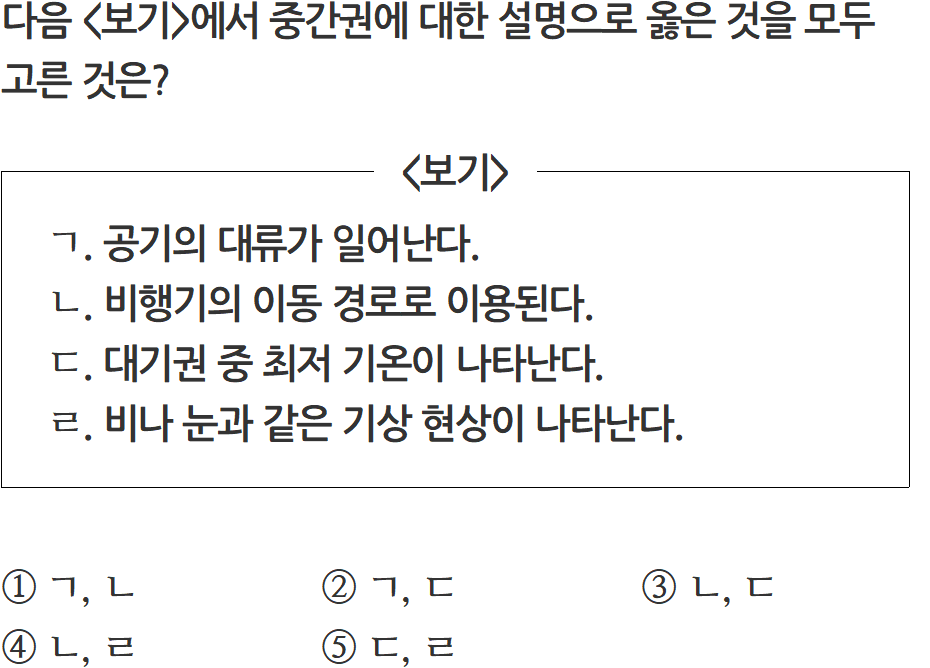 다음 <보기>에서 중간권에 대한 설명으로 옳은 것을 모두
고른 것은?
<보기>
ㄱ. 공기의 대류가 일어난다.
ㄴ. 비행기의 이동 경로로 이용된다.
ㄷ. 대기권 중 최저 기온이 나타난다.
ㄹ. 비나 눈과 같은 기상 현상이 나타난다.
① ㄱ, ㄴ ② ㄱ, ㄷ ③ ㄴ, ㄷ
④ ㄴ, ㄹ ⑤ ㄷ, ㄹ